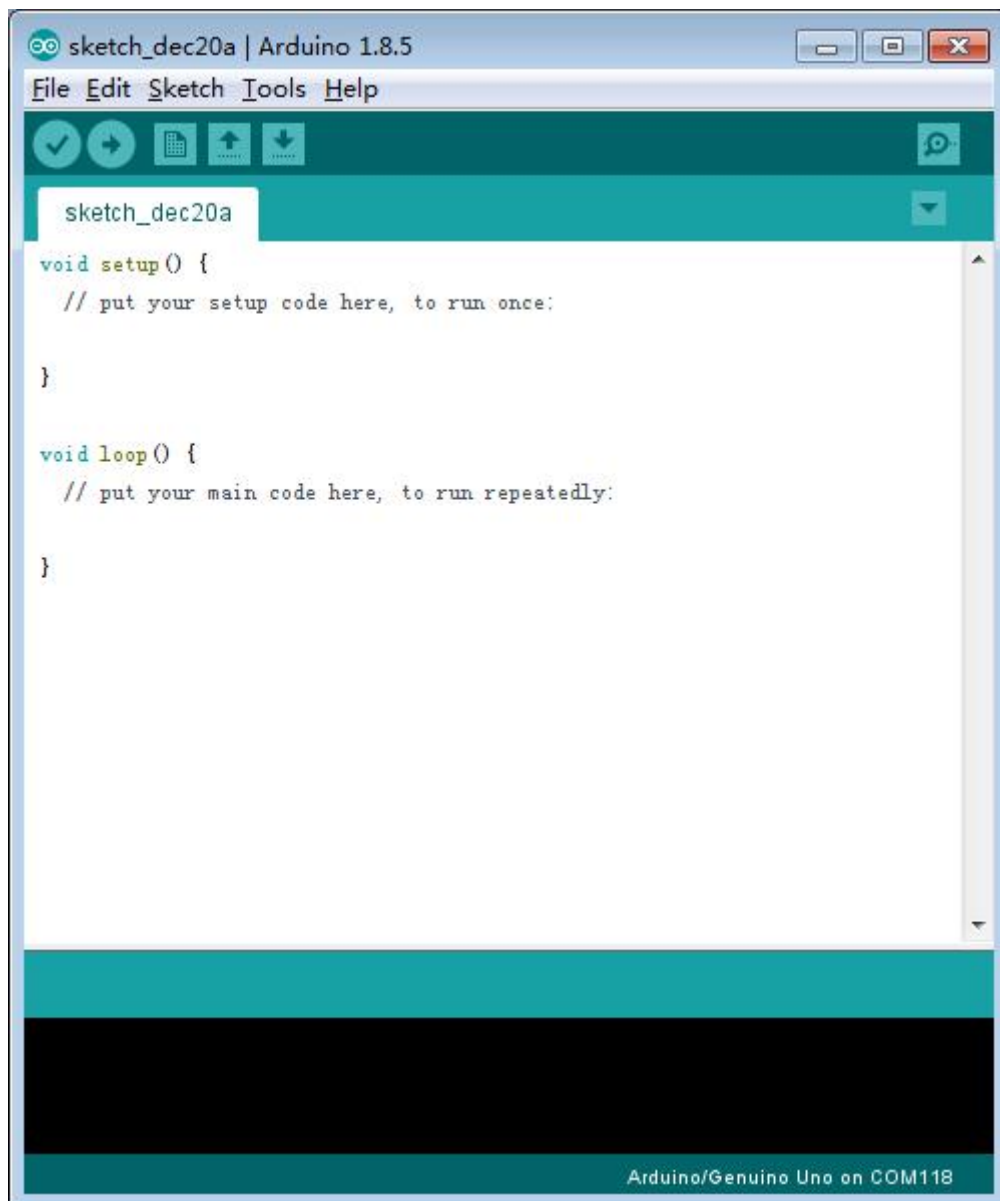 sketch_dec20a | Arduino 1.8.5
File Edit Sketch Tools Help
sketch_dec20a
void setup() {
  // put your setup code here, to run once:
}
void loop() {
  // put your main code here, to run repeatedly:
}
Arduino/Genuino Uno on COM118